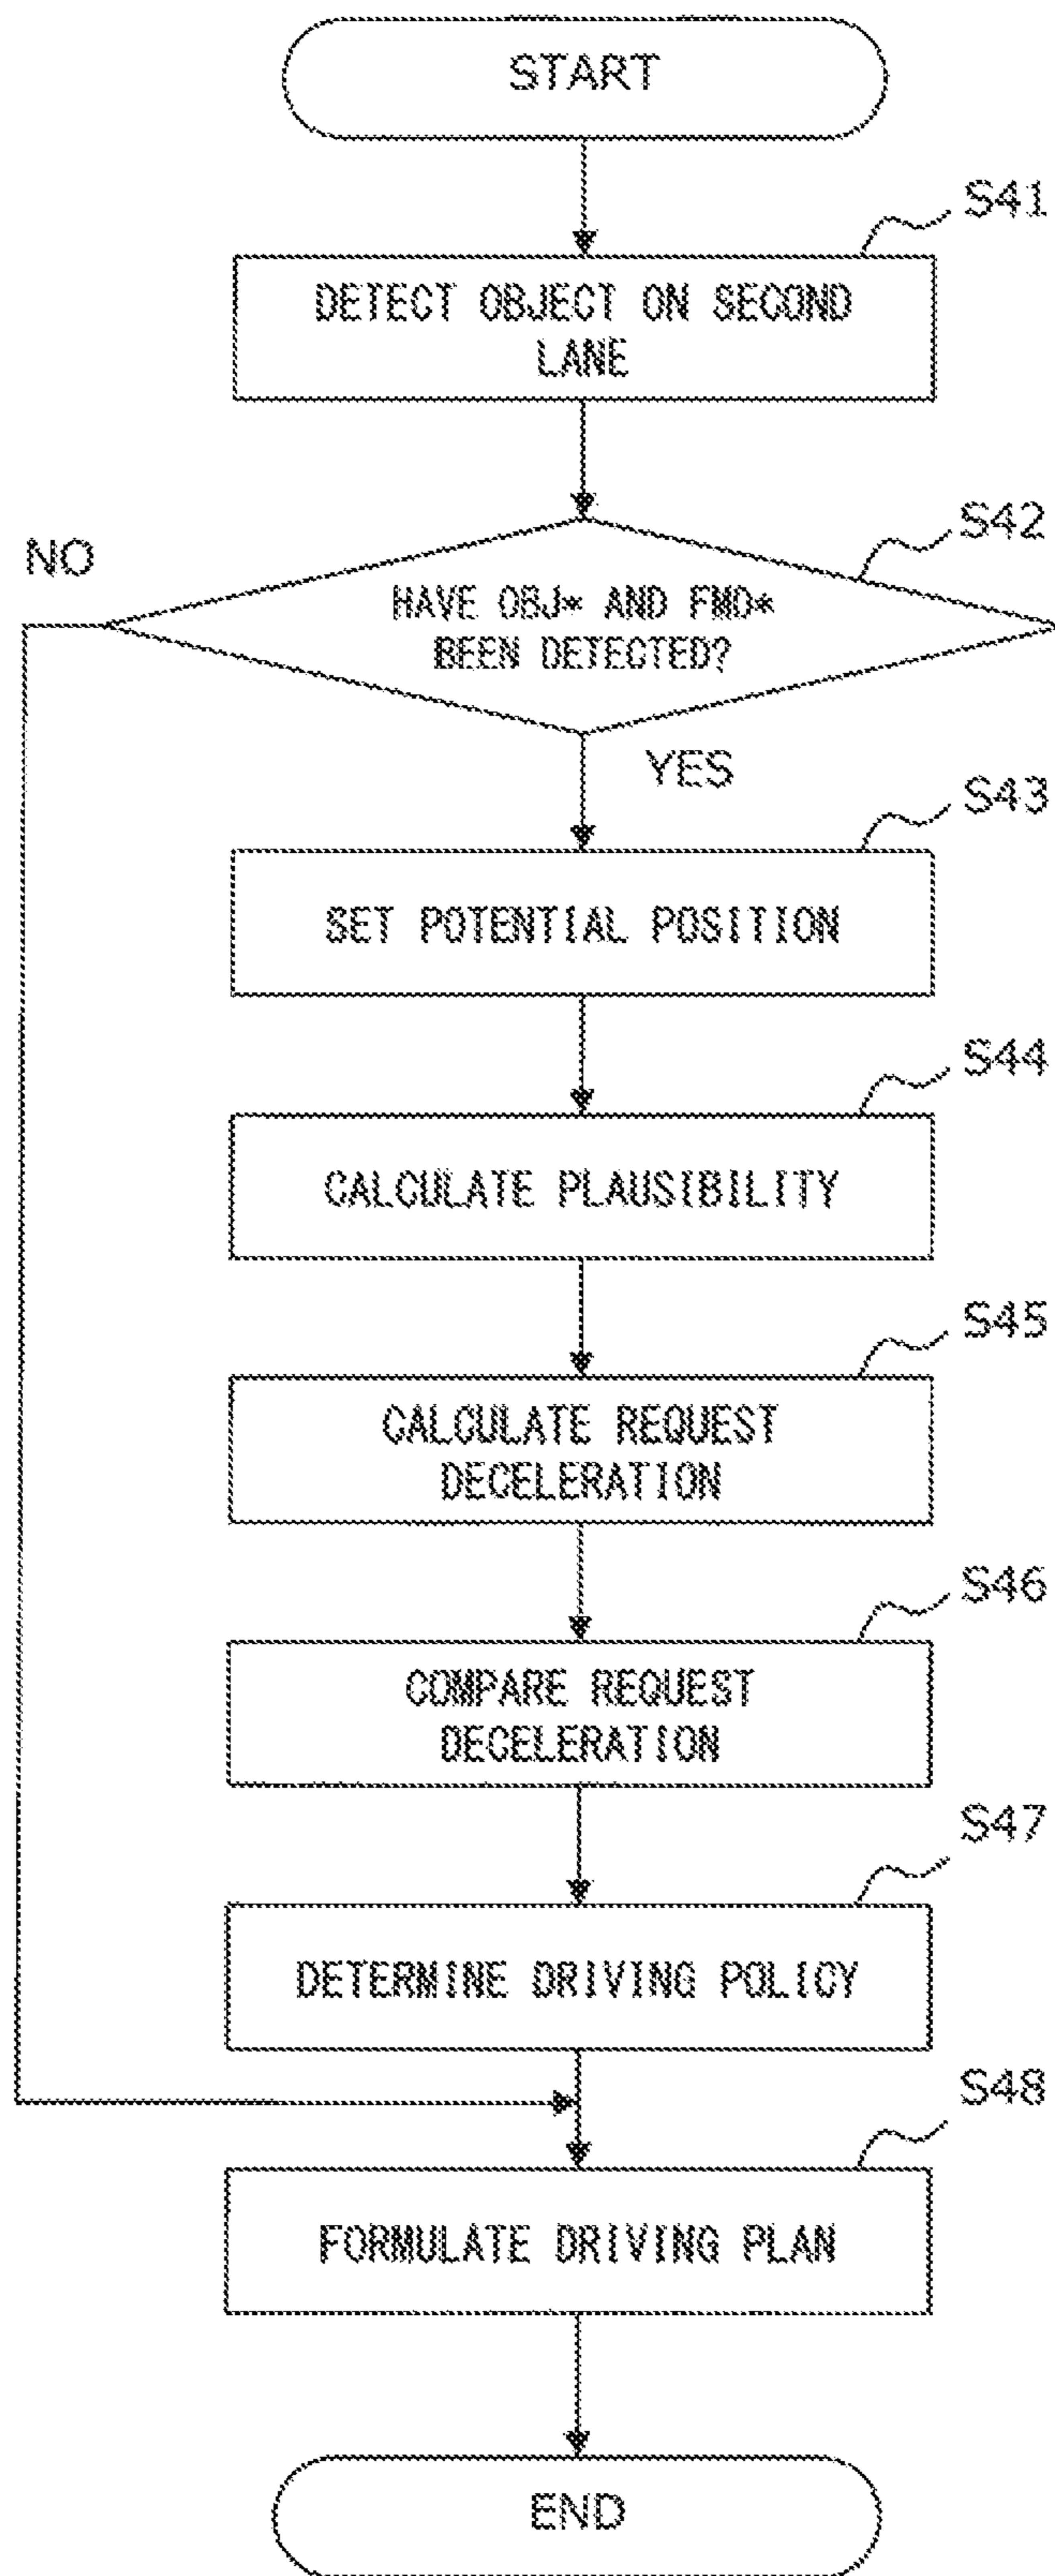 START
S41
DETECT OBJECT ON SECOND
LANE
S42
NO
HAVE OBJ* AND FMD*
BEEN DETECTED?
YES
S43
SET POTENTIAL POSITION
S44
CALCULATE PLAUSIBILITY
S45
CALCULATE REQUEST
DECELERATION
S46
COMPARE REQUEST
DECELERATION
S47
DETERMINE DRIVING POLICY
S48
FORMULATE DRIVING PLAN
END